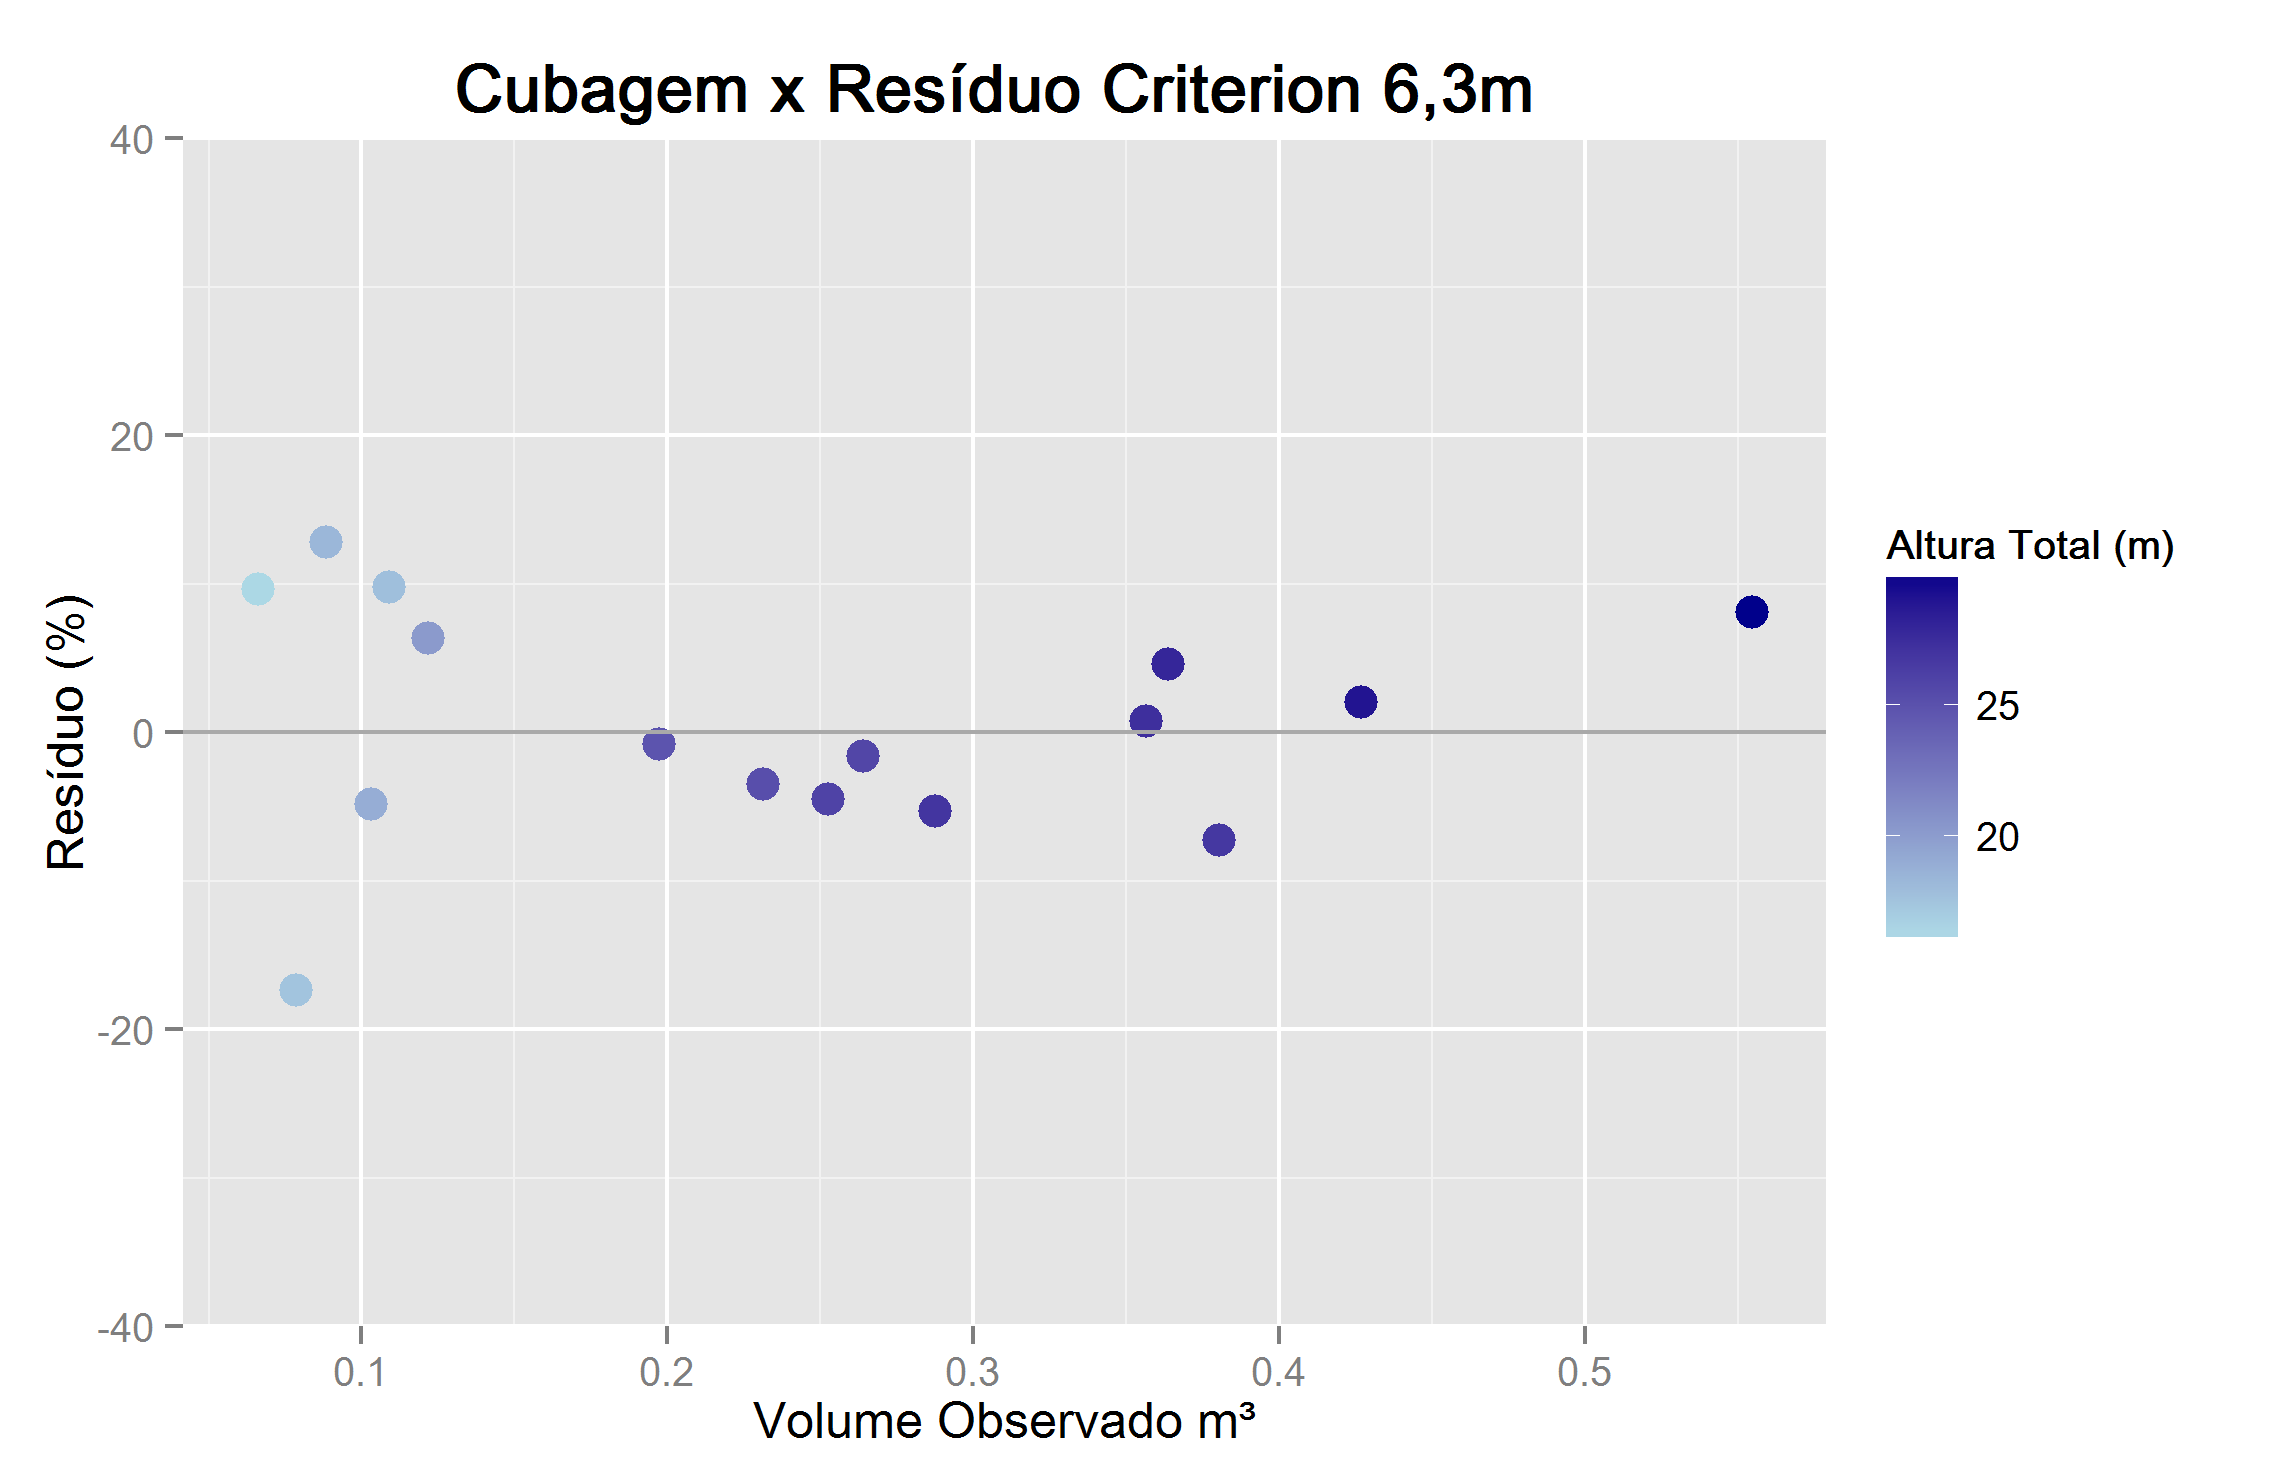 Cubagem x Resíduo Criterion 6,3m
40
20
0
-20
-40
Resíduo (%)
0.1 0.2 0.3 0.4 0.5
Volume Observado m³
Altura Total (m)
25
20